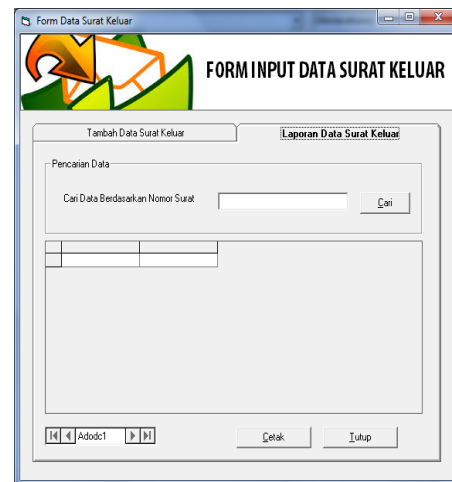 Form Data Surat Keluar
FORM INPUT DATA SURAT KELUAR
Tambah Data Surat Keluar
Laporan Data Surat Keluar
Pencarian Data
Cari Data Berdasarkan Nomor Surat
Cari
Adodc1
Cetak
Tutup